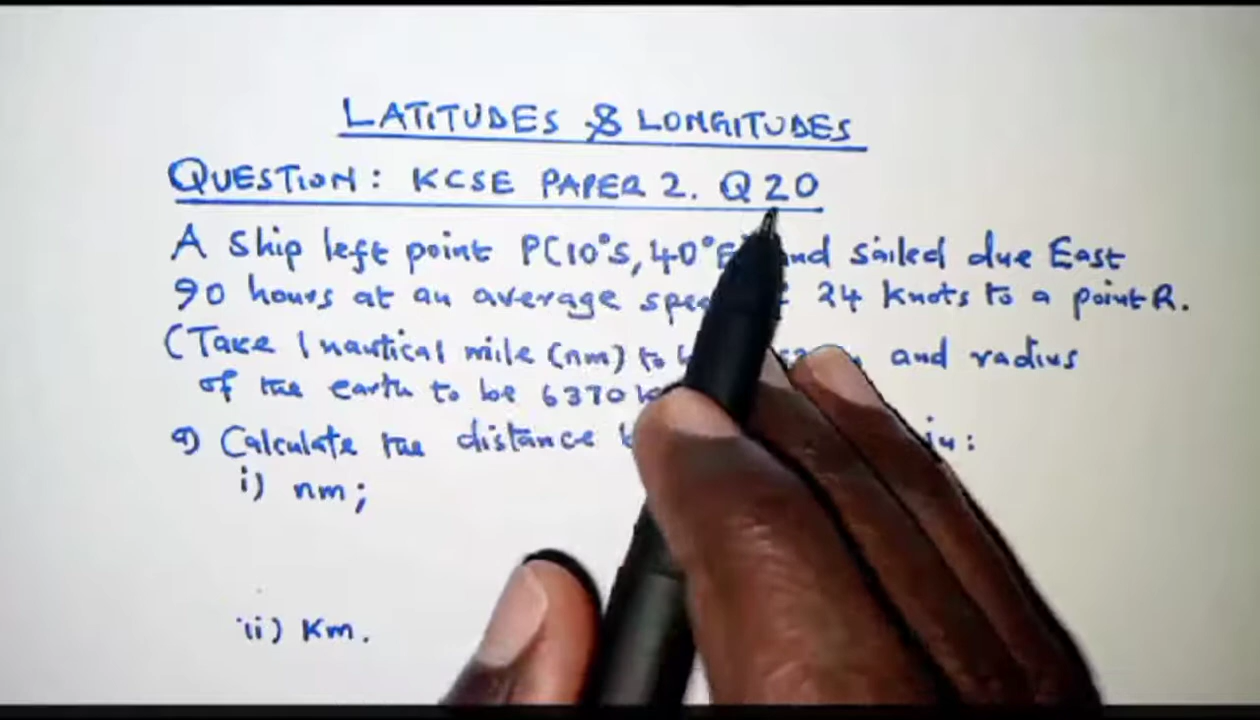 LATITUDES & LONGITUDES
QUESTION: KCSE PAPER 2. Q20
A ship left point P(10°S, 40°E and sailed due East
90 hours at an average 24 knots to a point R.
(Take 1 nautical mile (nm) to and radius
of the earth to be 6370
a) Calculate the distance in:
i) nm;
ii) Km.